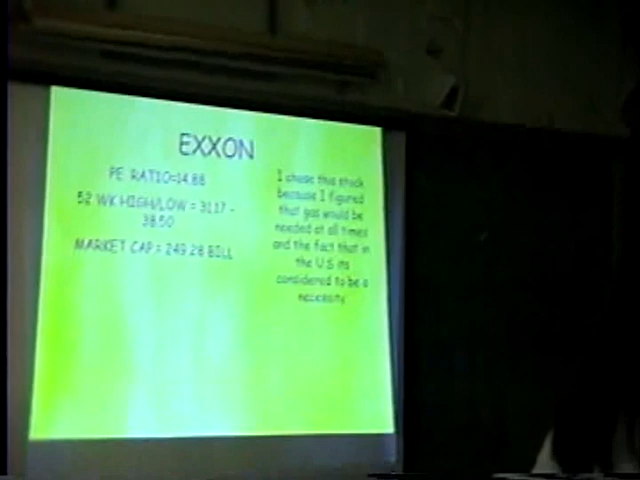 EXXON
PE RATIO=14.88
52 WK HIGH/LOW = 31.17 -
38.50
MARKET CAP = 249.28 BILL
I chose this stock
because I figured
that gas would be
needed at all times
and the fact that in
the U.S its
considered to be a
necessity